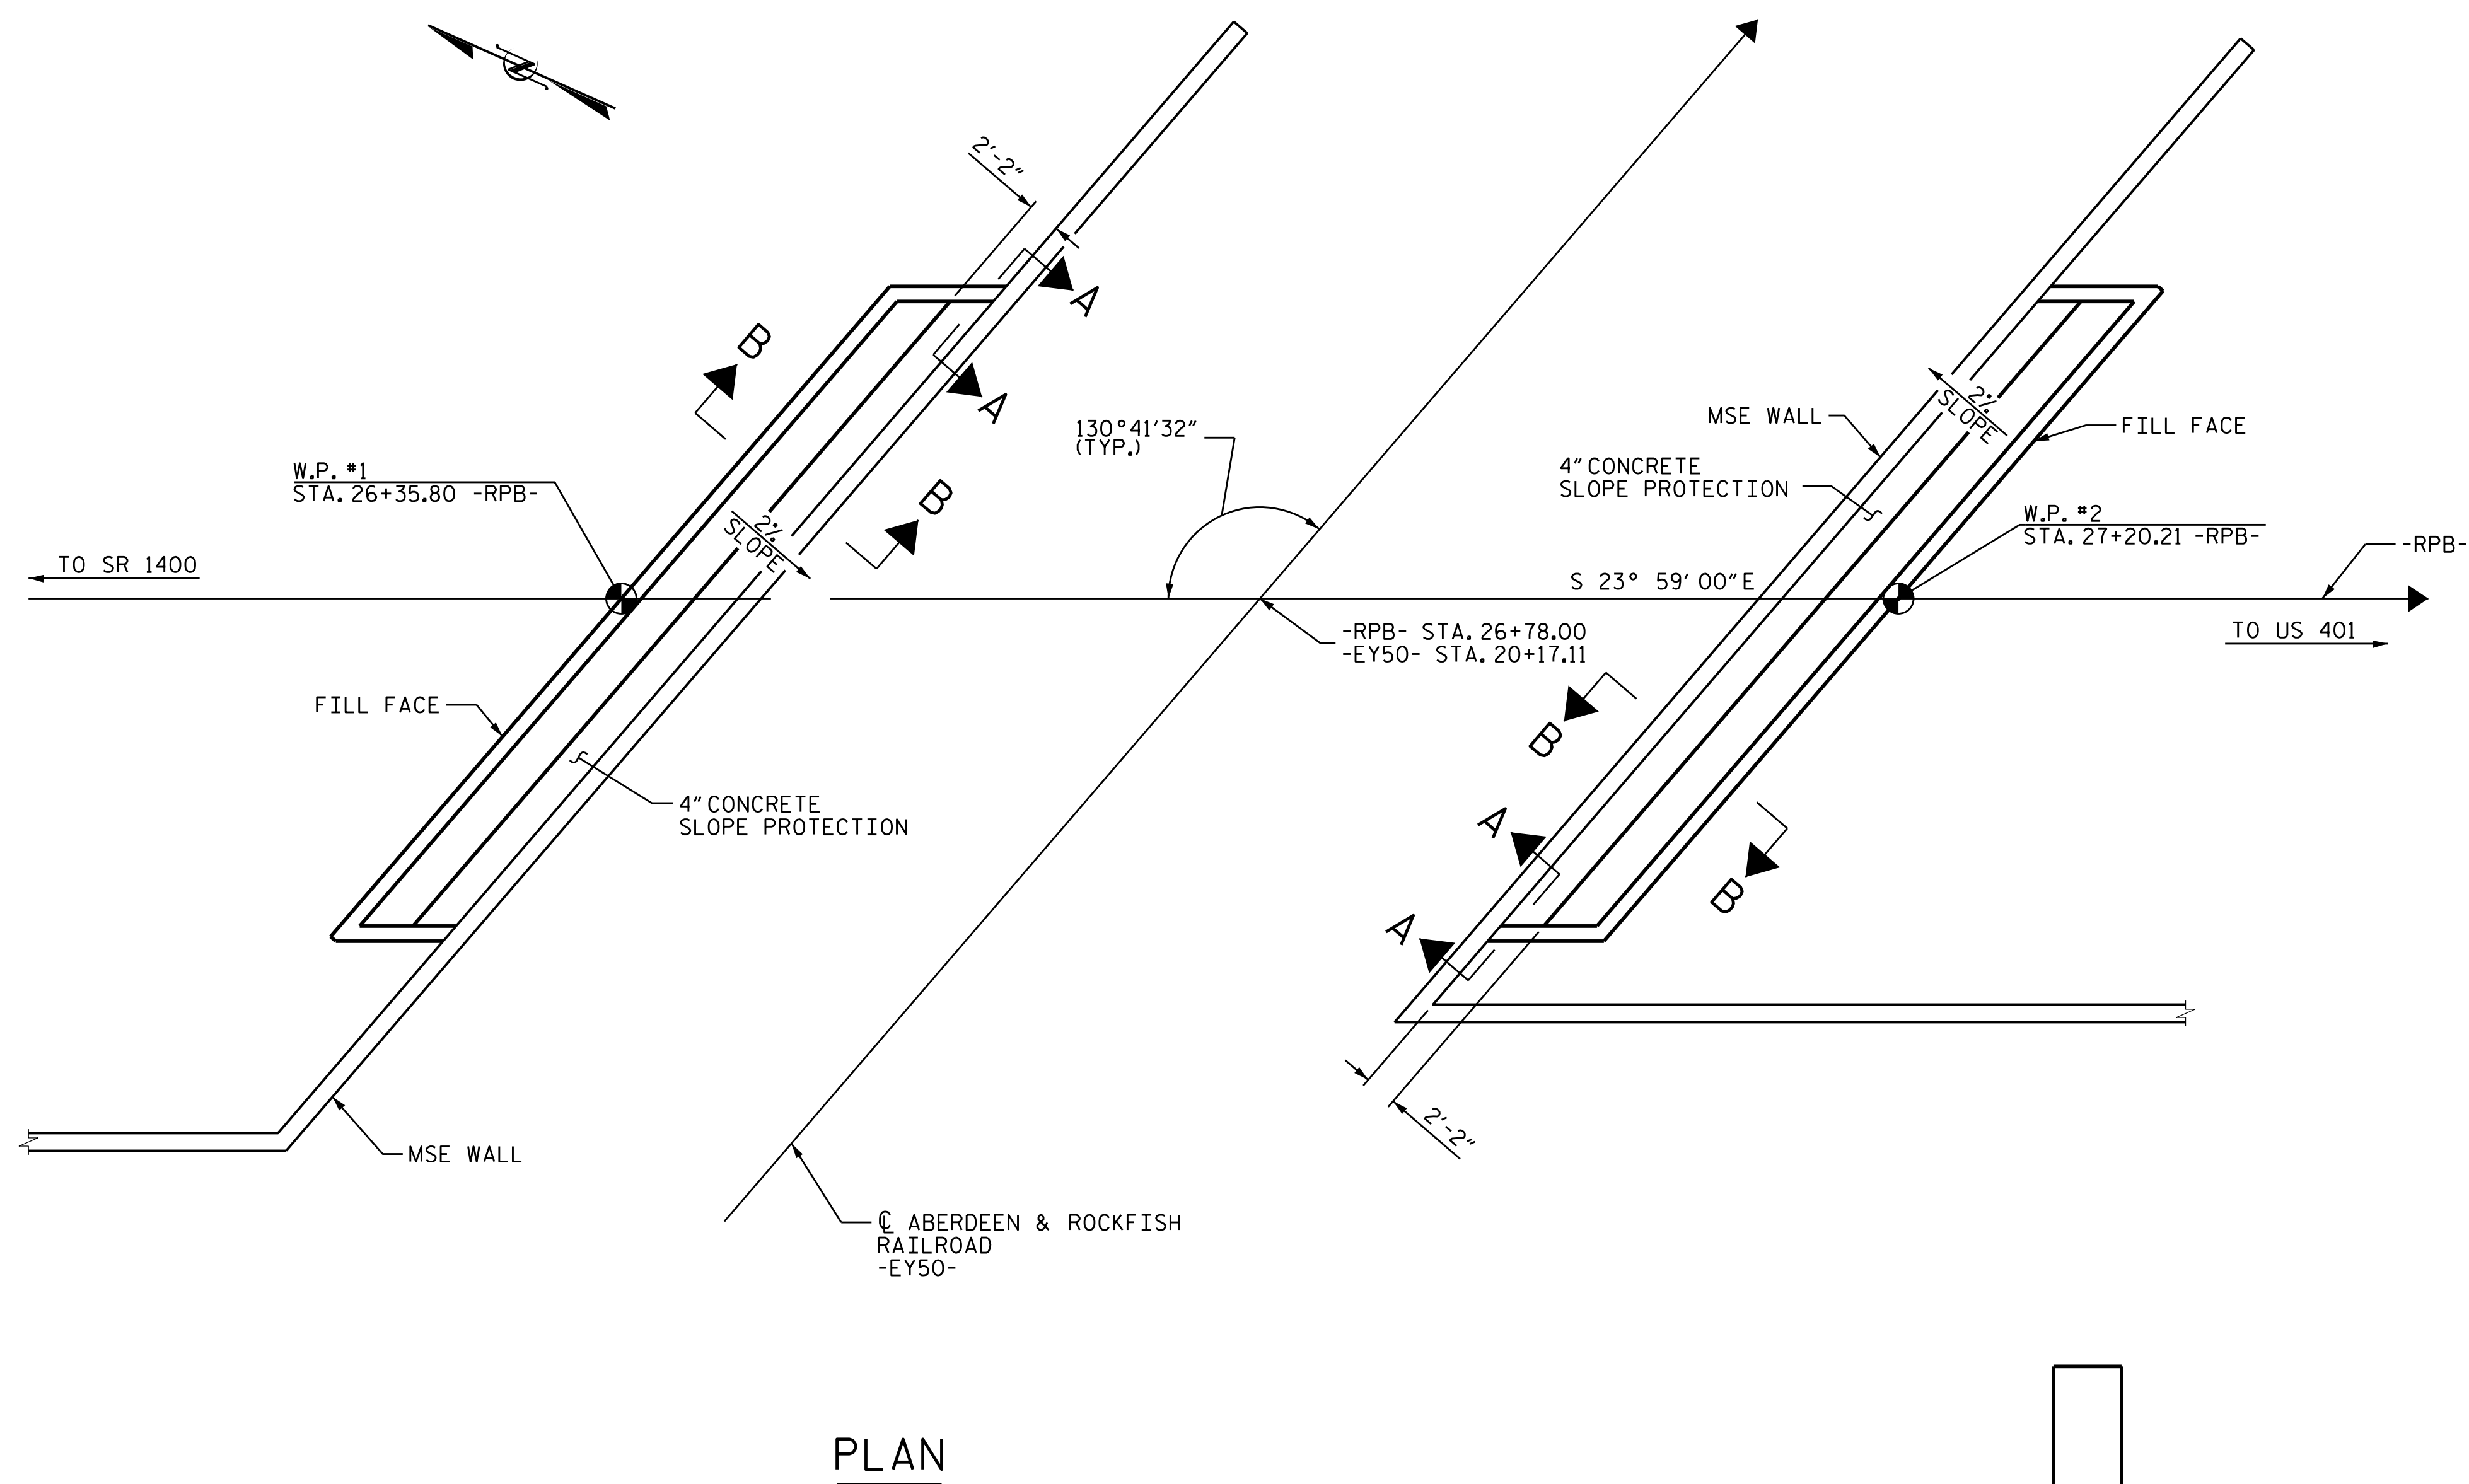 N
2'-2"
A
B
A
130°41'32"
(TYP.)
MSE WALL
2%
SLOPE
FILL FACE
4" CONCRETE
SLOPE PROTECTION
W.P. #1
STA. 26+35.80 -RPB-
B
2%
SLOPE
W.P. #2
STA. 27+20.21 -RPB-
-RPB-
TO SR 1400
S 23° 59' 00" E
-RPB- STA. 26+78.00
-EY50- STA. 20+17.11
TO US 401
FILL FACE
B
4" CONCRETE
SLOPE PROTECTION
A
B
A
MSE WALL
2'-2"
℄ ABERDEEN & ROCKFISH
RAILROAD
-EY50-
PLAN